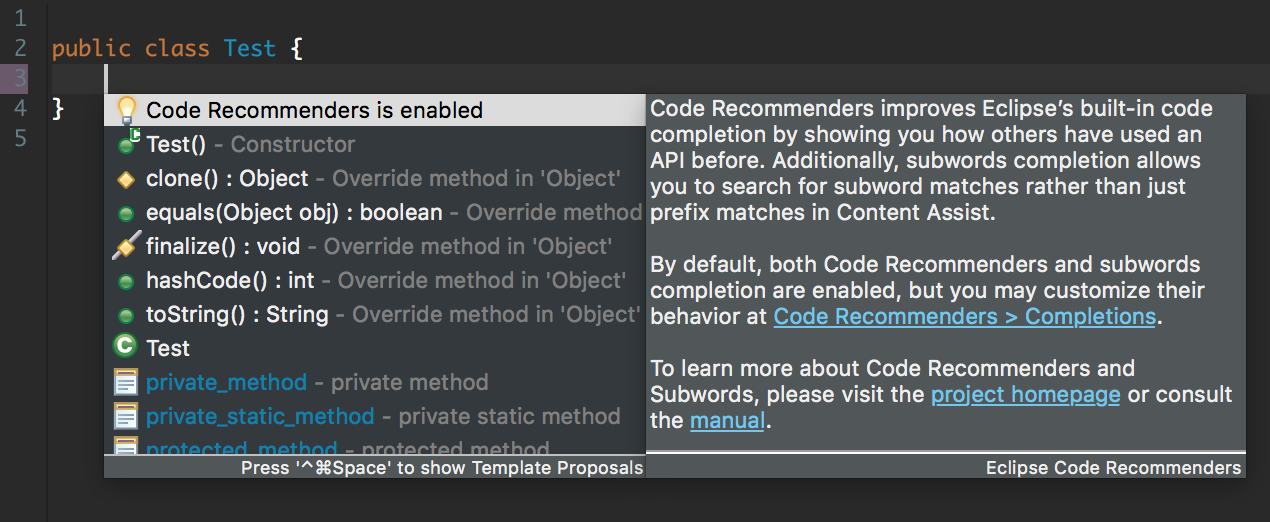 1
2 public class Test {
3
4 }
5
Code Recommenders is enabled
Test() - Constructor
clone() : Object - Override method in 'Object'
equals(Object obj) : boolean - Override method
finalize() : void - Override method in 'Object'
hashCode() : int - Override method in 'Object'
toString() : String - Override method in 'Object'
Test
private_method - private method
private_static_method - private static method
protected_method - protected method
Press '^⌘Space' to show Template Proposals
Code Recommenders improves Eclipse’s built-in code
completion by showing you how others have used an
API before. Additionally, subwords completion allows
you to search for subword matches rather than just
prefix matches in Content Assist.
By default, both Code Recommenders and subwords
completion are enabled, but you may customize their
behavior at Code Recommenders > Completions.
To learn more about Code Recommenders and
Subwords, please visit the project homepage or consult
the manual.
Eclipse Code Recommenders